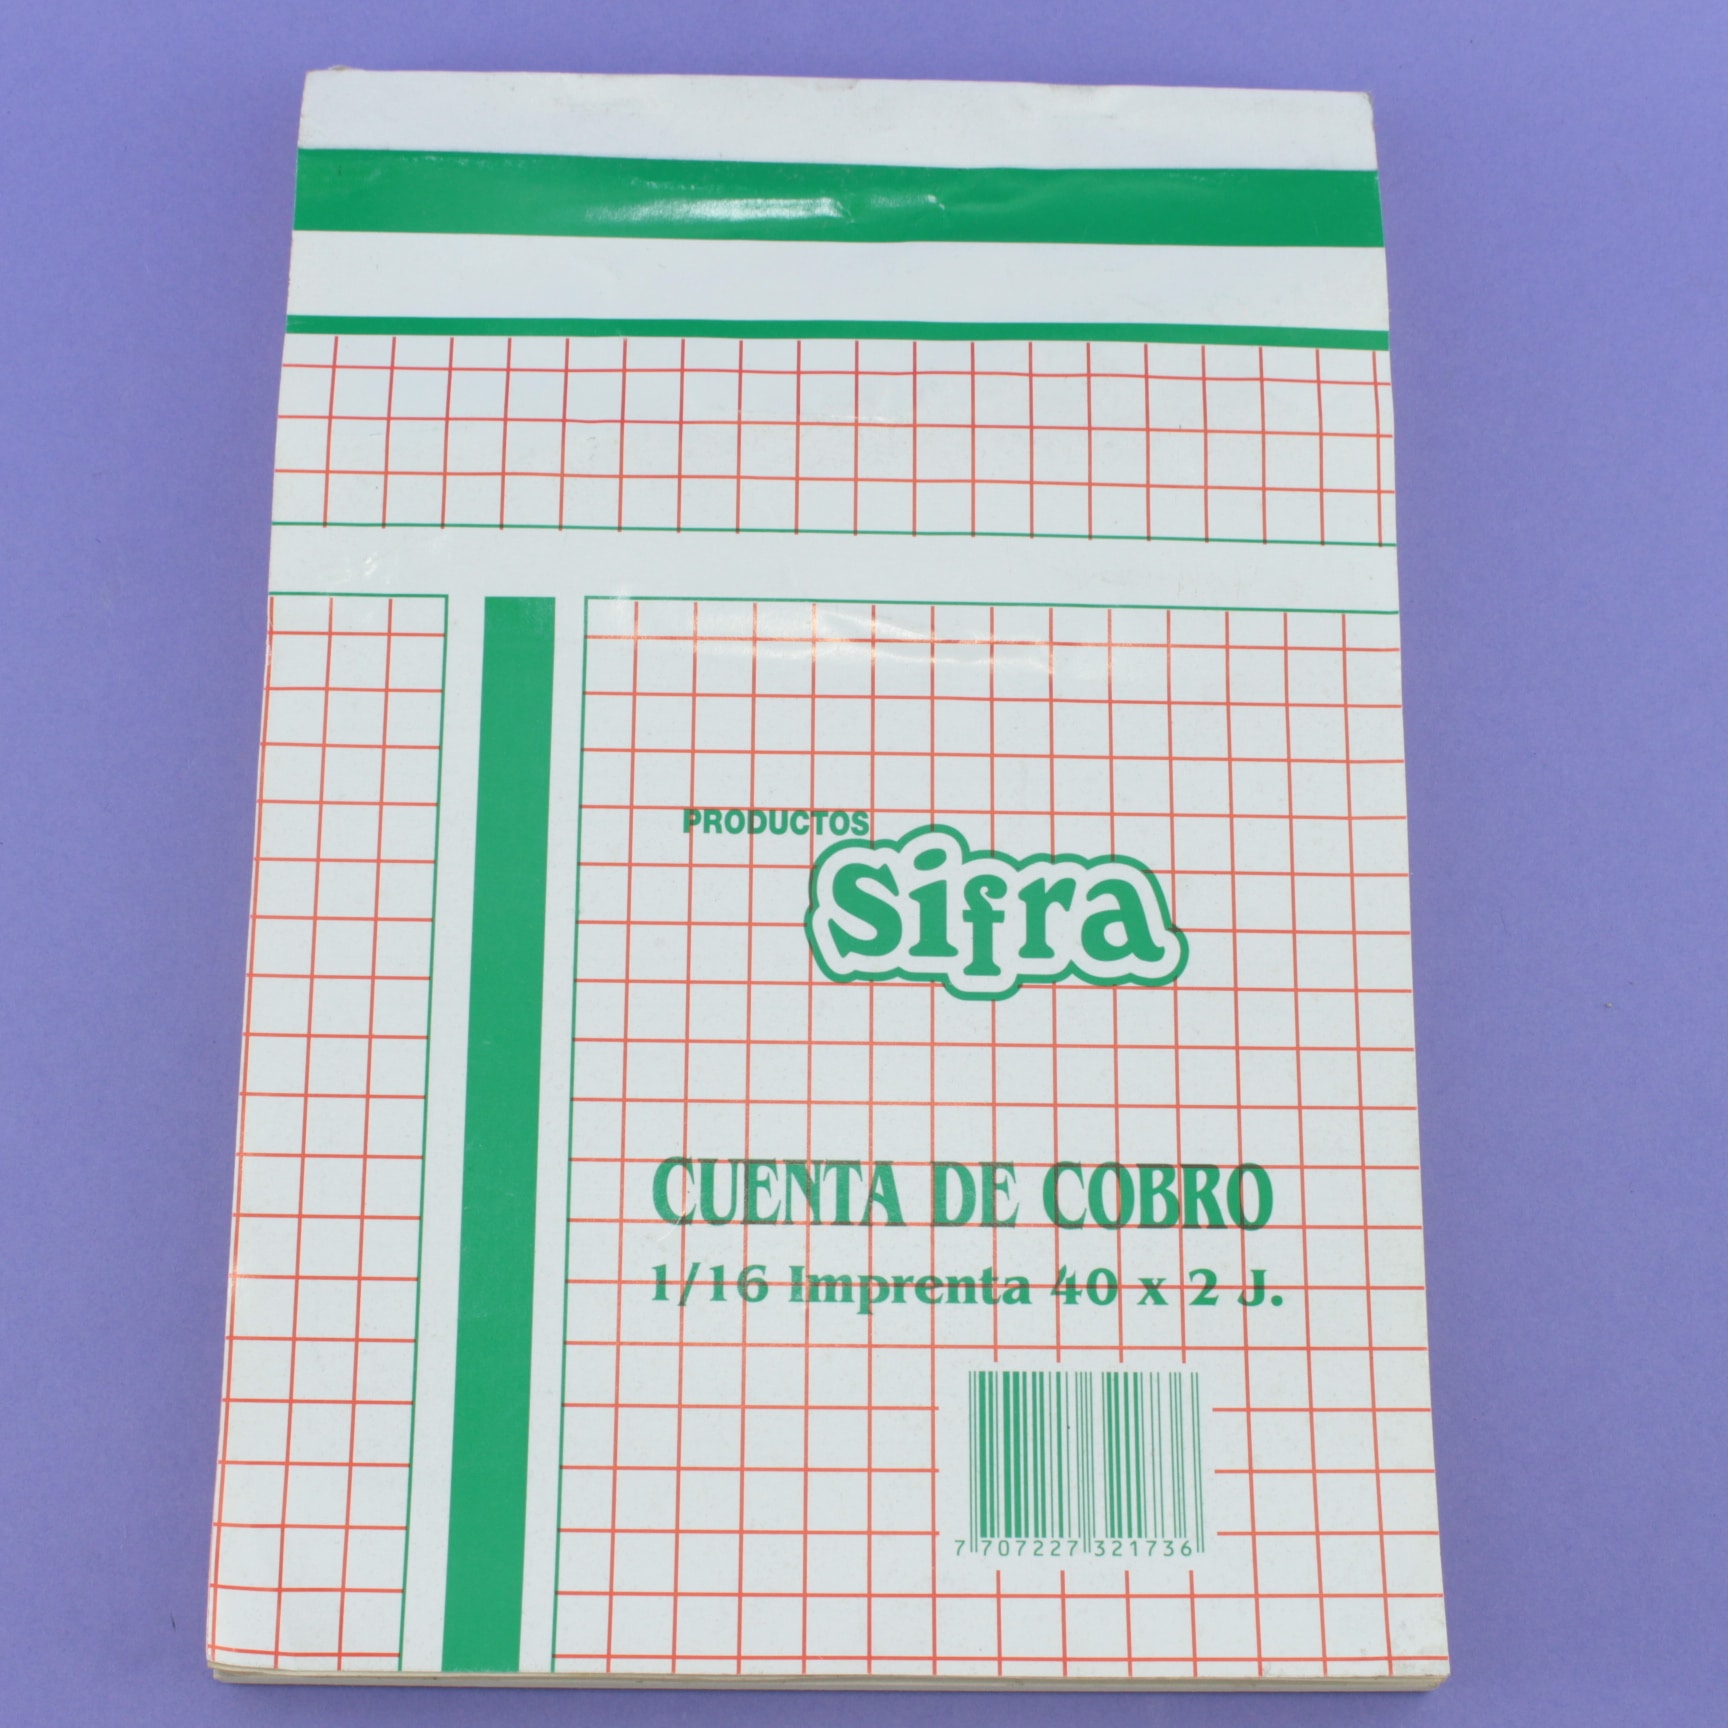 PRODUCTOS
Sifra
CUENTA DE COBRO
1/16 Imprenta 40 x 2 J.
7 707227 321736